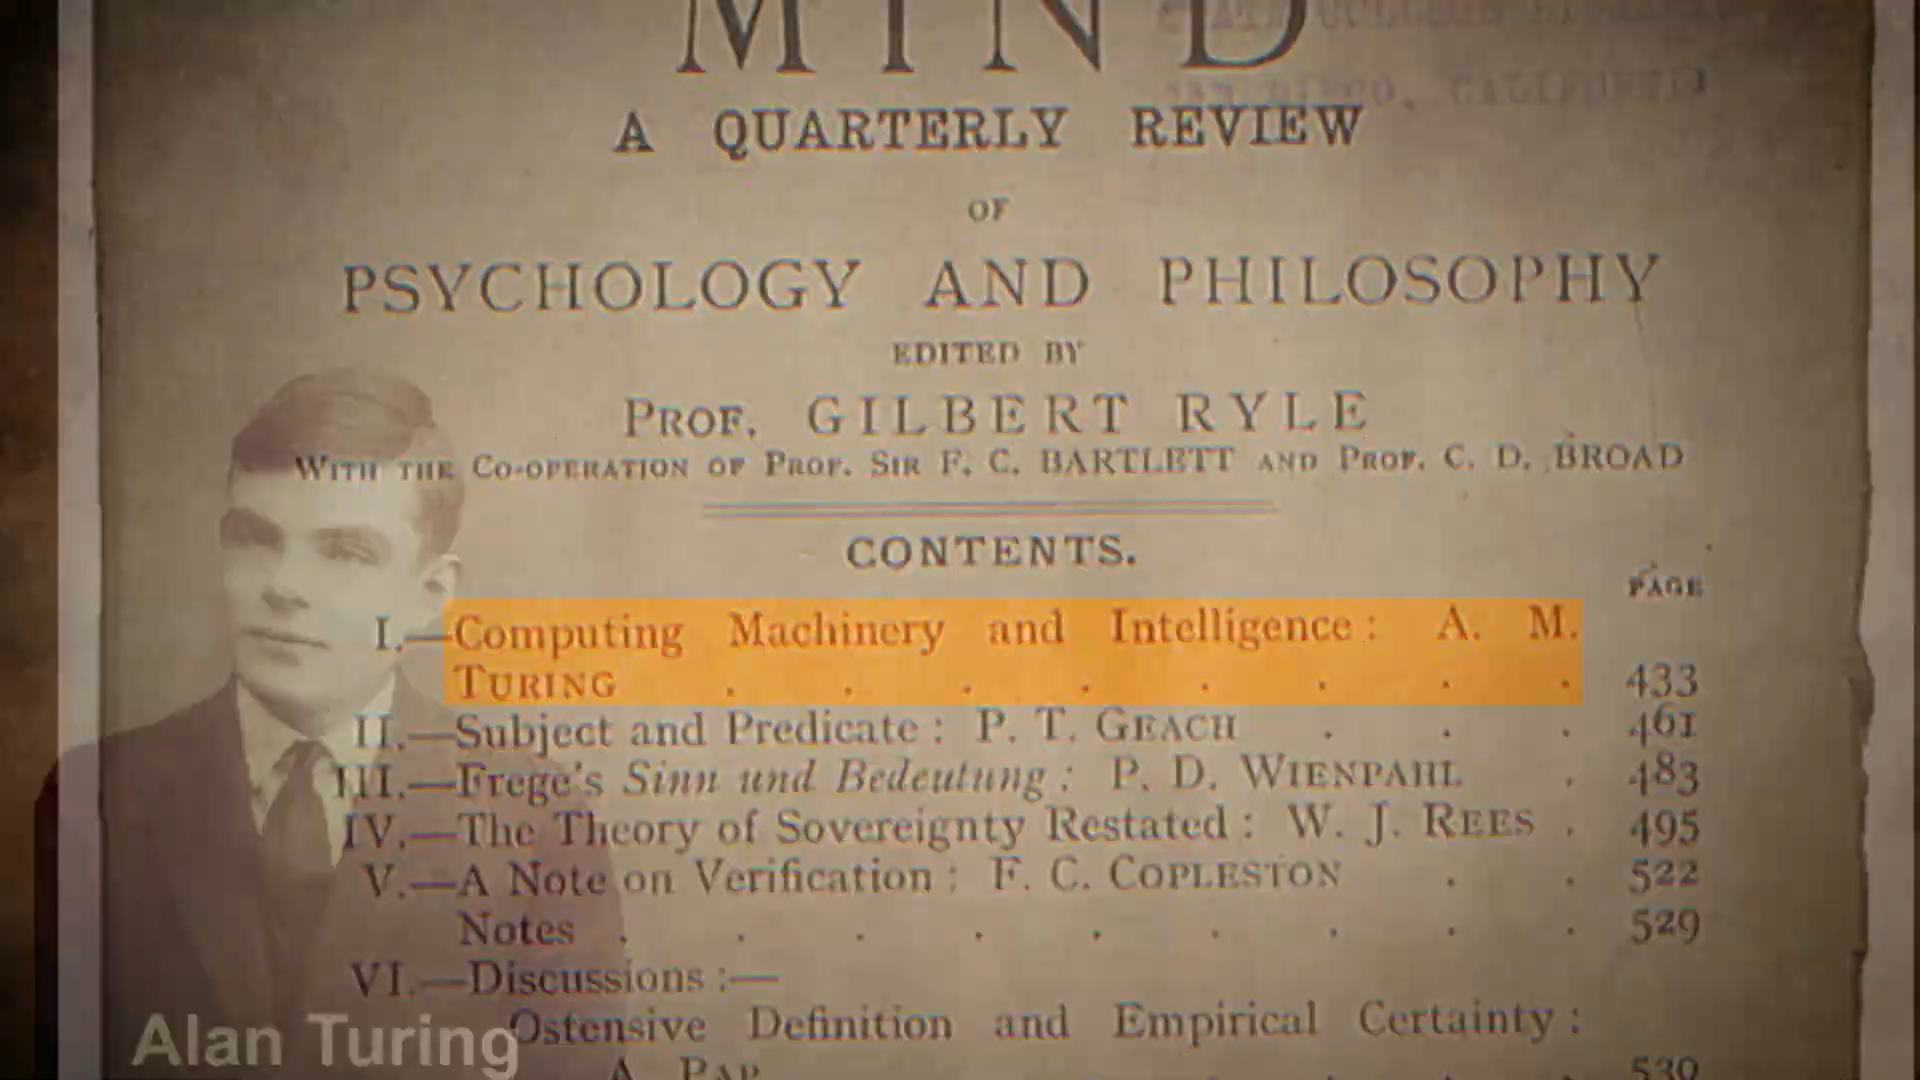 MIND
A QUARTERLY REVIEW
OF
PSYCHOLOGY AND PHILOSOPHY
EDITED BY
PROF. GILBERT RYLE
WITH THE CO-OPERATION OF PROF. SIR F. C. BARTLETT AND PROF. C. D. BROAD
CONTENTS.
PAGE
I.—Computing Machinery and Intelligence : A. M.
TURING . . . . . . . . 433
II.—Subject and Predicate : P. T. GEACH . . . 461
III.—Frege's Sinn und Bedeutung : P. D. WIENPAHL . 483
IV.—The Theory of Sovereignty Restated : W. J. REES . 495
V.—A Note on Verification : F. C. COPLESTON . . 522
Notes . . . . . . . . . 529
VI.—Discussions :—
Ostensive Definition and Empirical Certainty :
A. PAP 530
Alan Turing